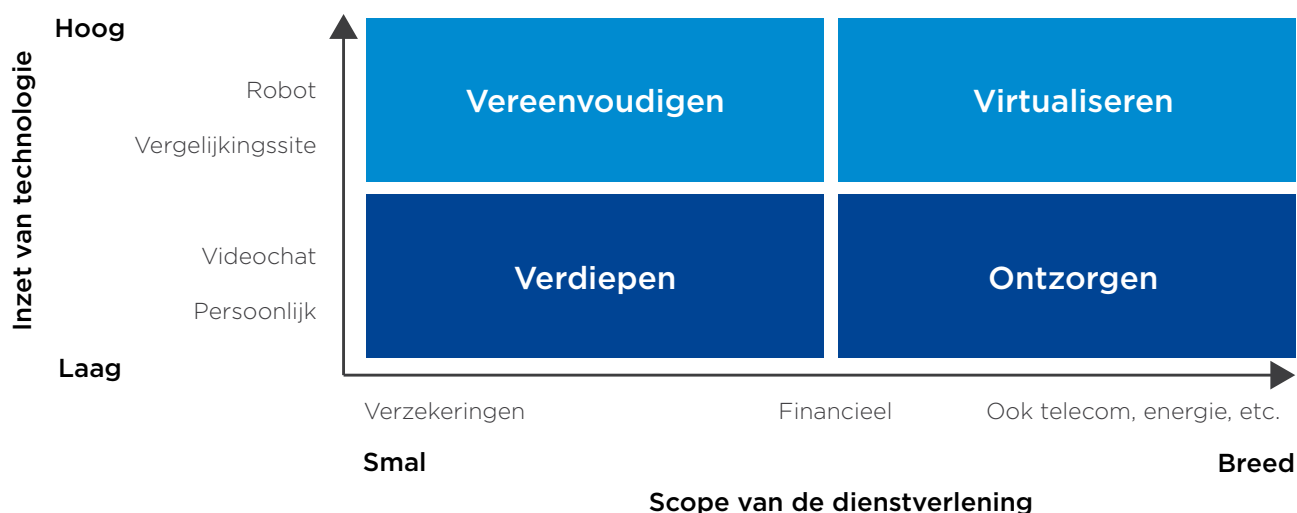 Hoog
Inzet van technologie
Robot
Vergelijkingssite
Videochat
Persoonlijk
Laag
Vereenvoudigen
Virtualiseren
Verdiepen
Ontzorgen
Verzekeringen
Financieel
Ook telecom, energie, etc.
Smal
Breed
Scope van de dienstverlening